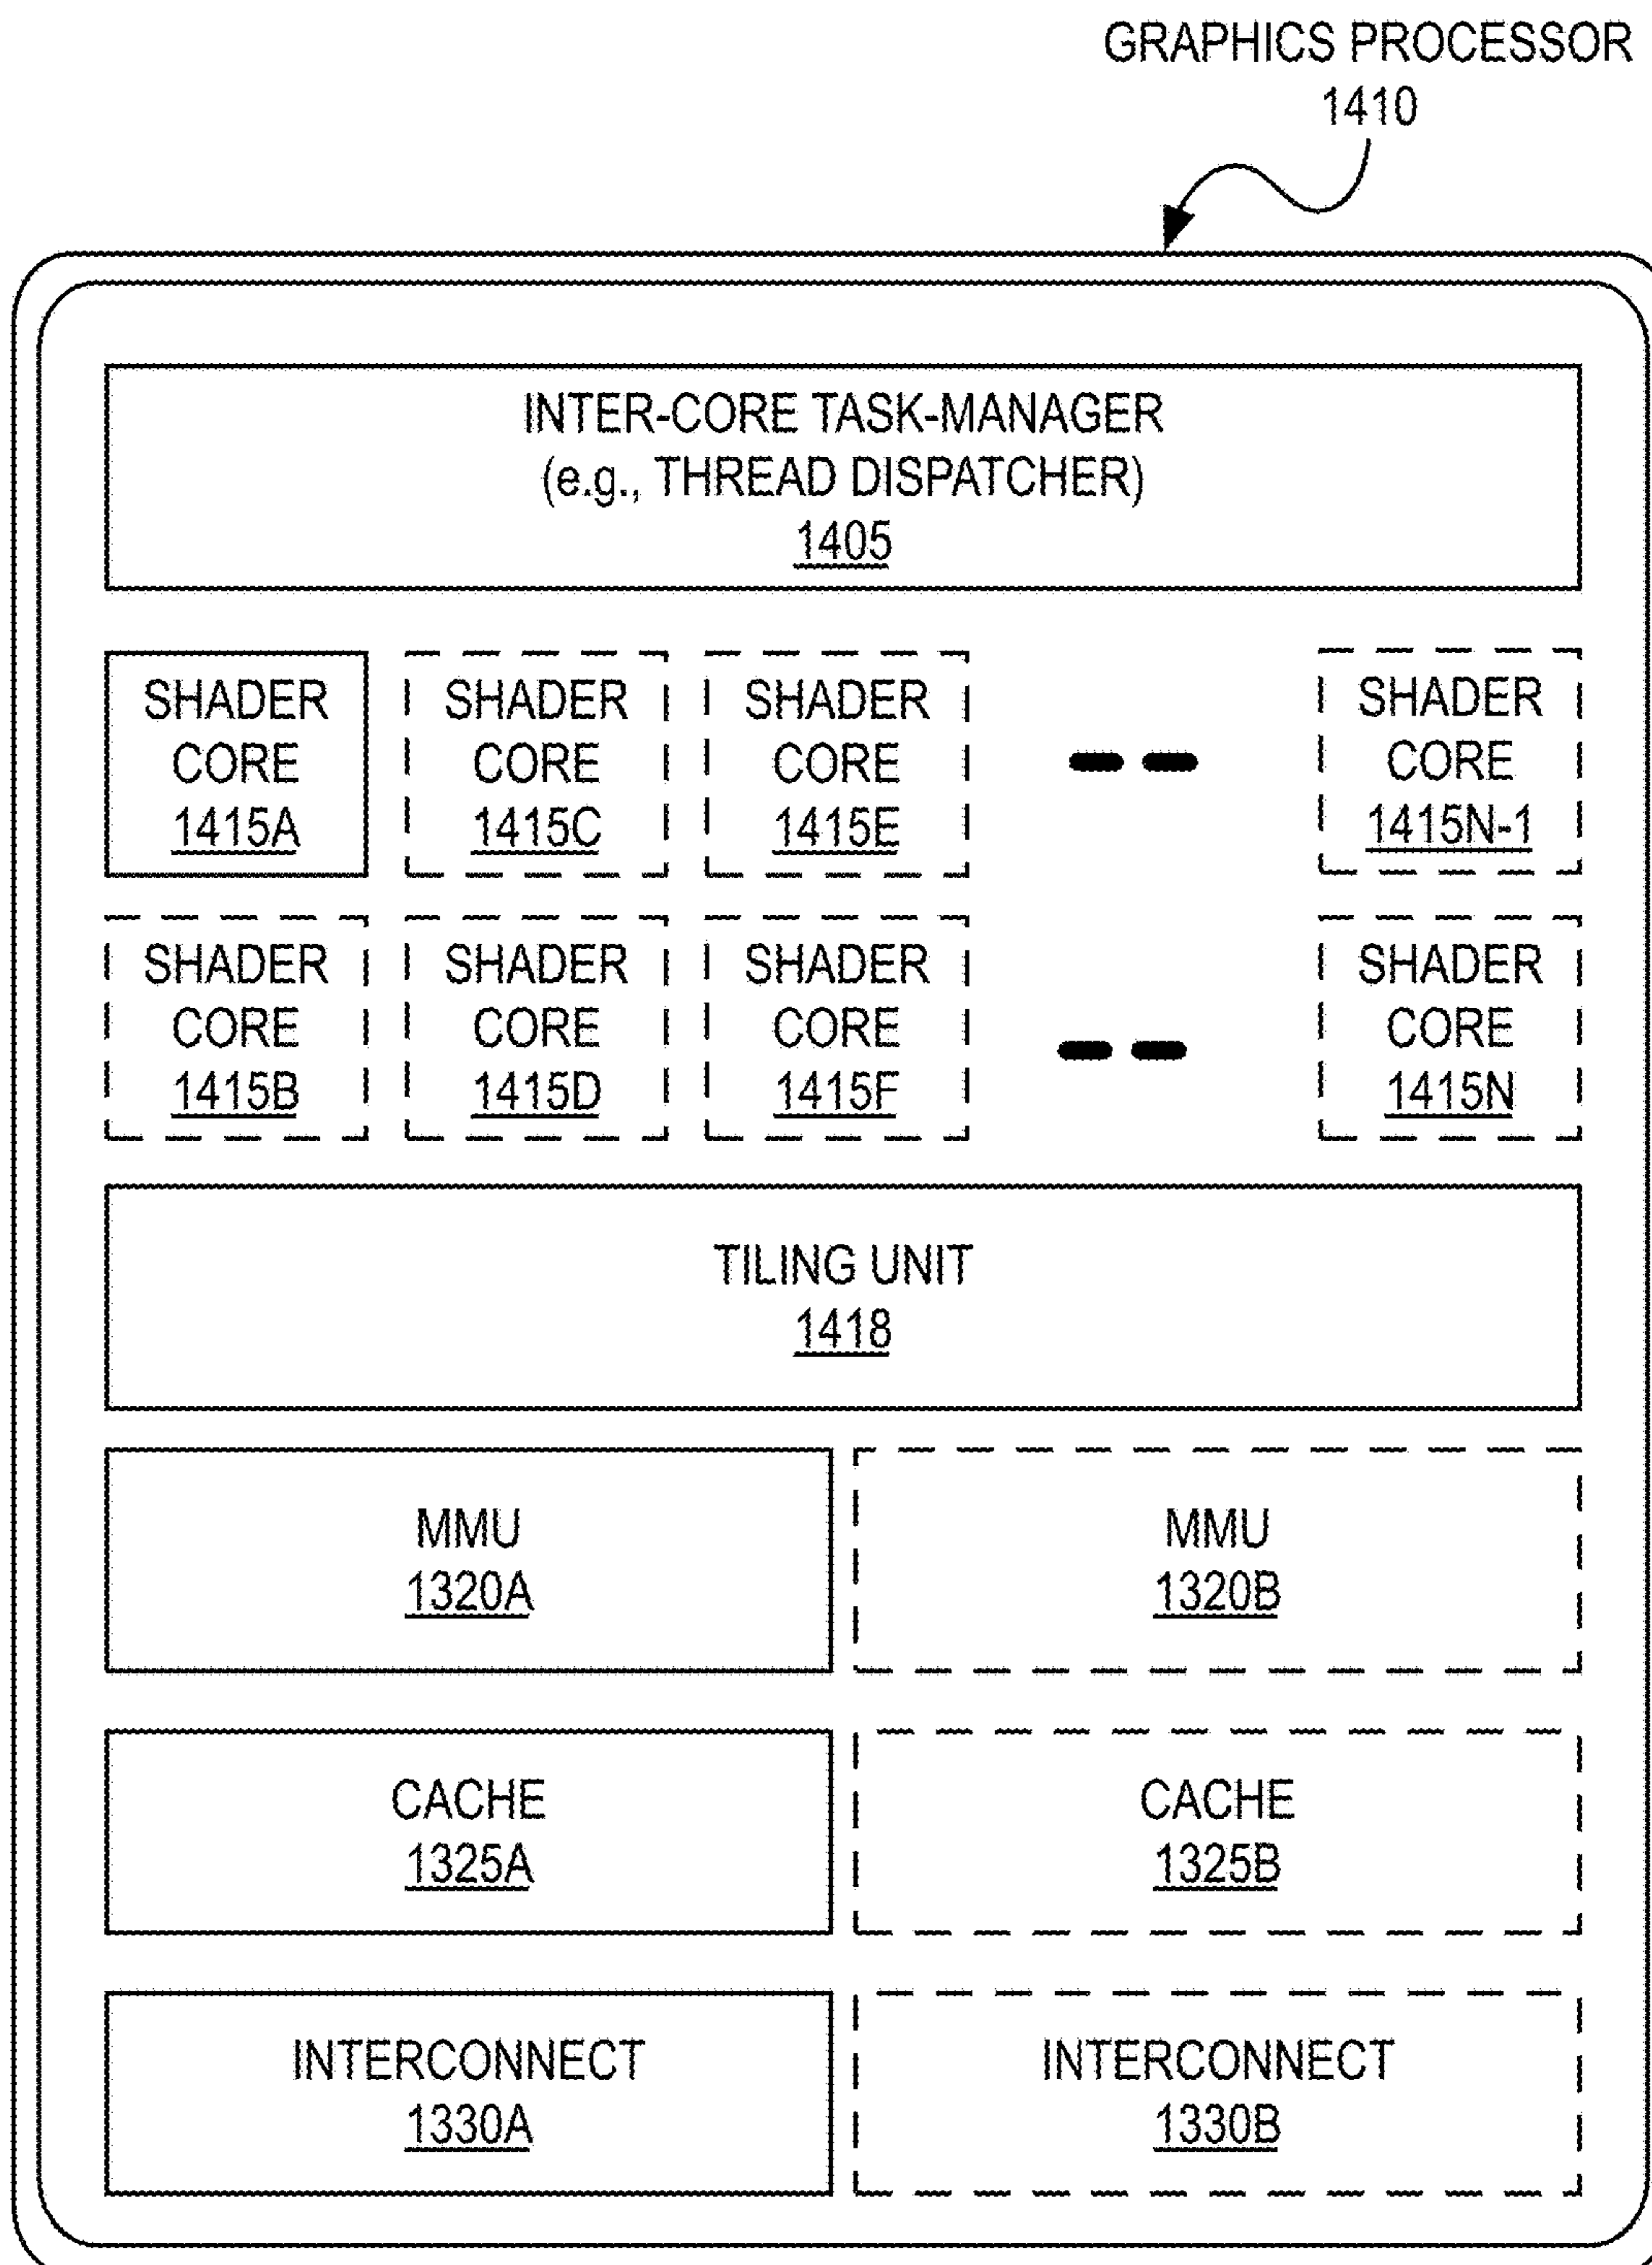 GRAPHICS PROCESSOR
1410
INTER-CORE TASK-MANAGER
(e.g., THREAD DISPATCHER)
1405
SHADER
CORE
1415A
SHADER
CORE
1415C
SHADER
CORE
1415E
SHADER
CORE
1415N-1
SHADER
CORE
1415B
SHADER
CORE
1415D
SHADER
CORE
1415F
SHADER
CORE
1415N
TILING UNIT
1418
MMU
1320A
MMU
1320B
CACHE
1325A
CACHE
1325B
INTERCONNECT
1330A
INTERCONNECT
1330B